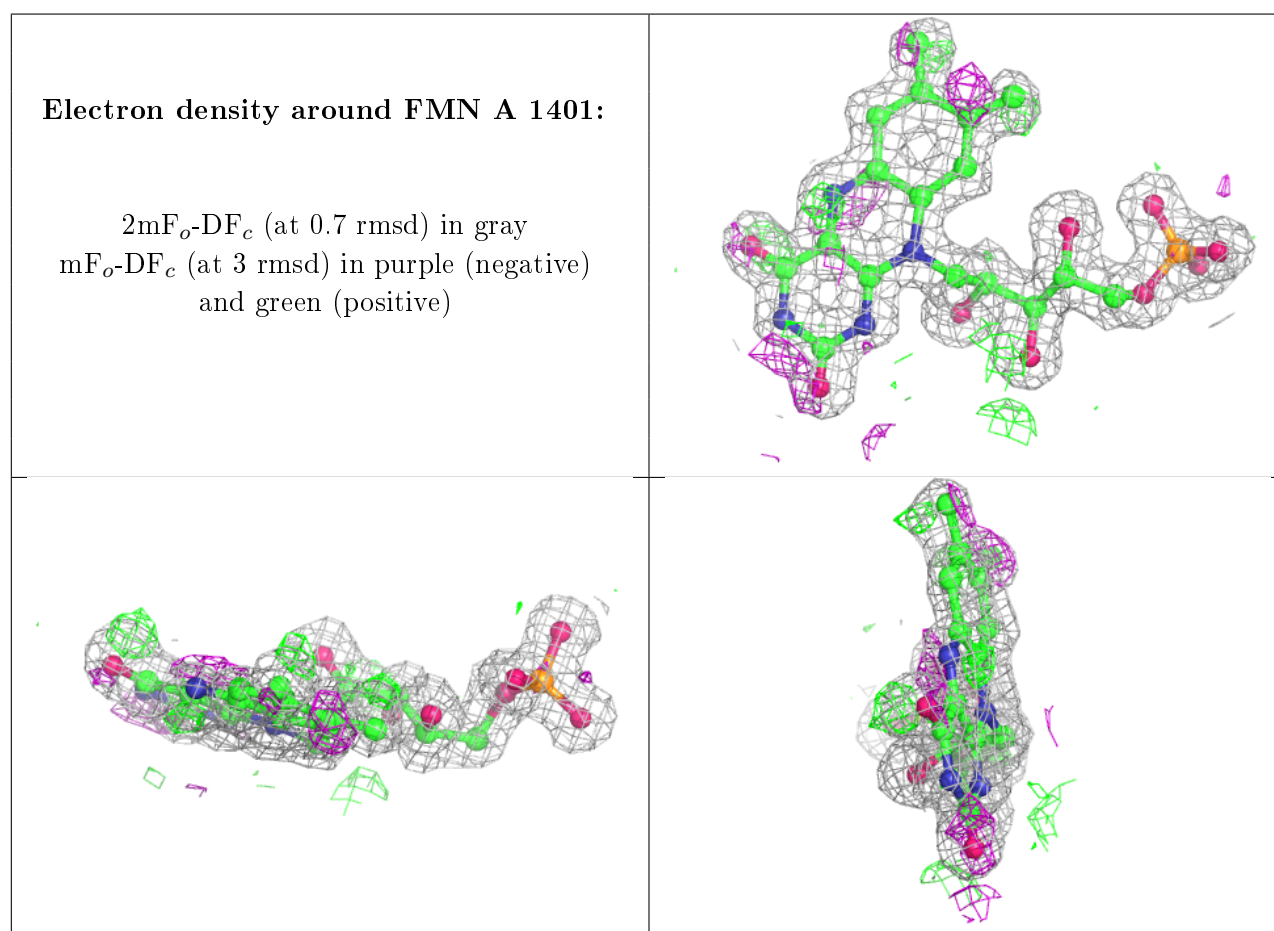 Electron density around FMN A 1401:
2mFo-DFc (at 0.7 rmsd) in gray
mFo-DFc (at 3 rmsd) in purple (negative)
and green (positive)